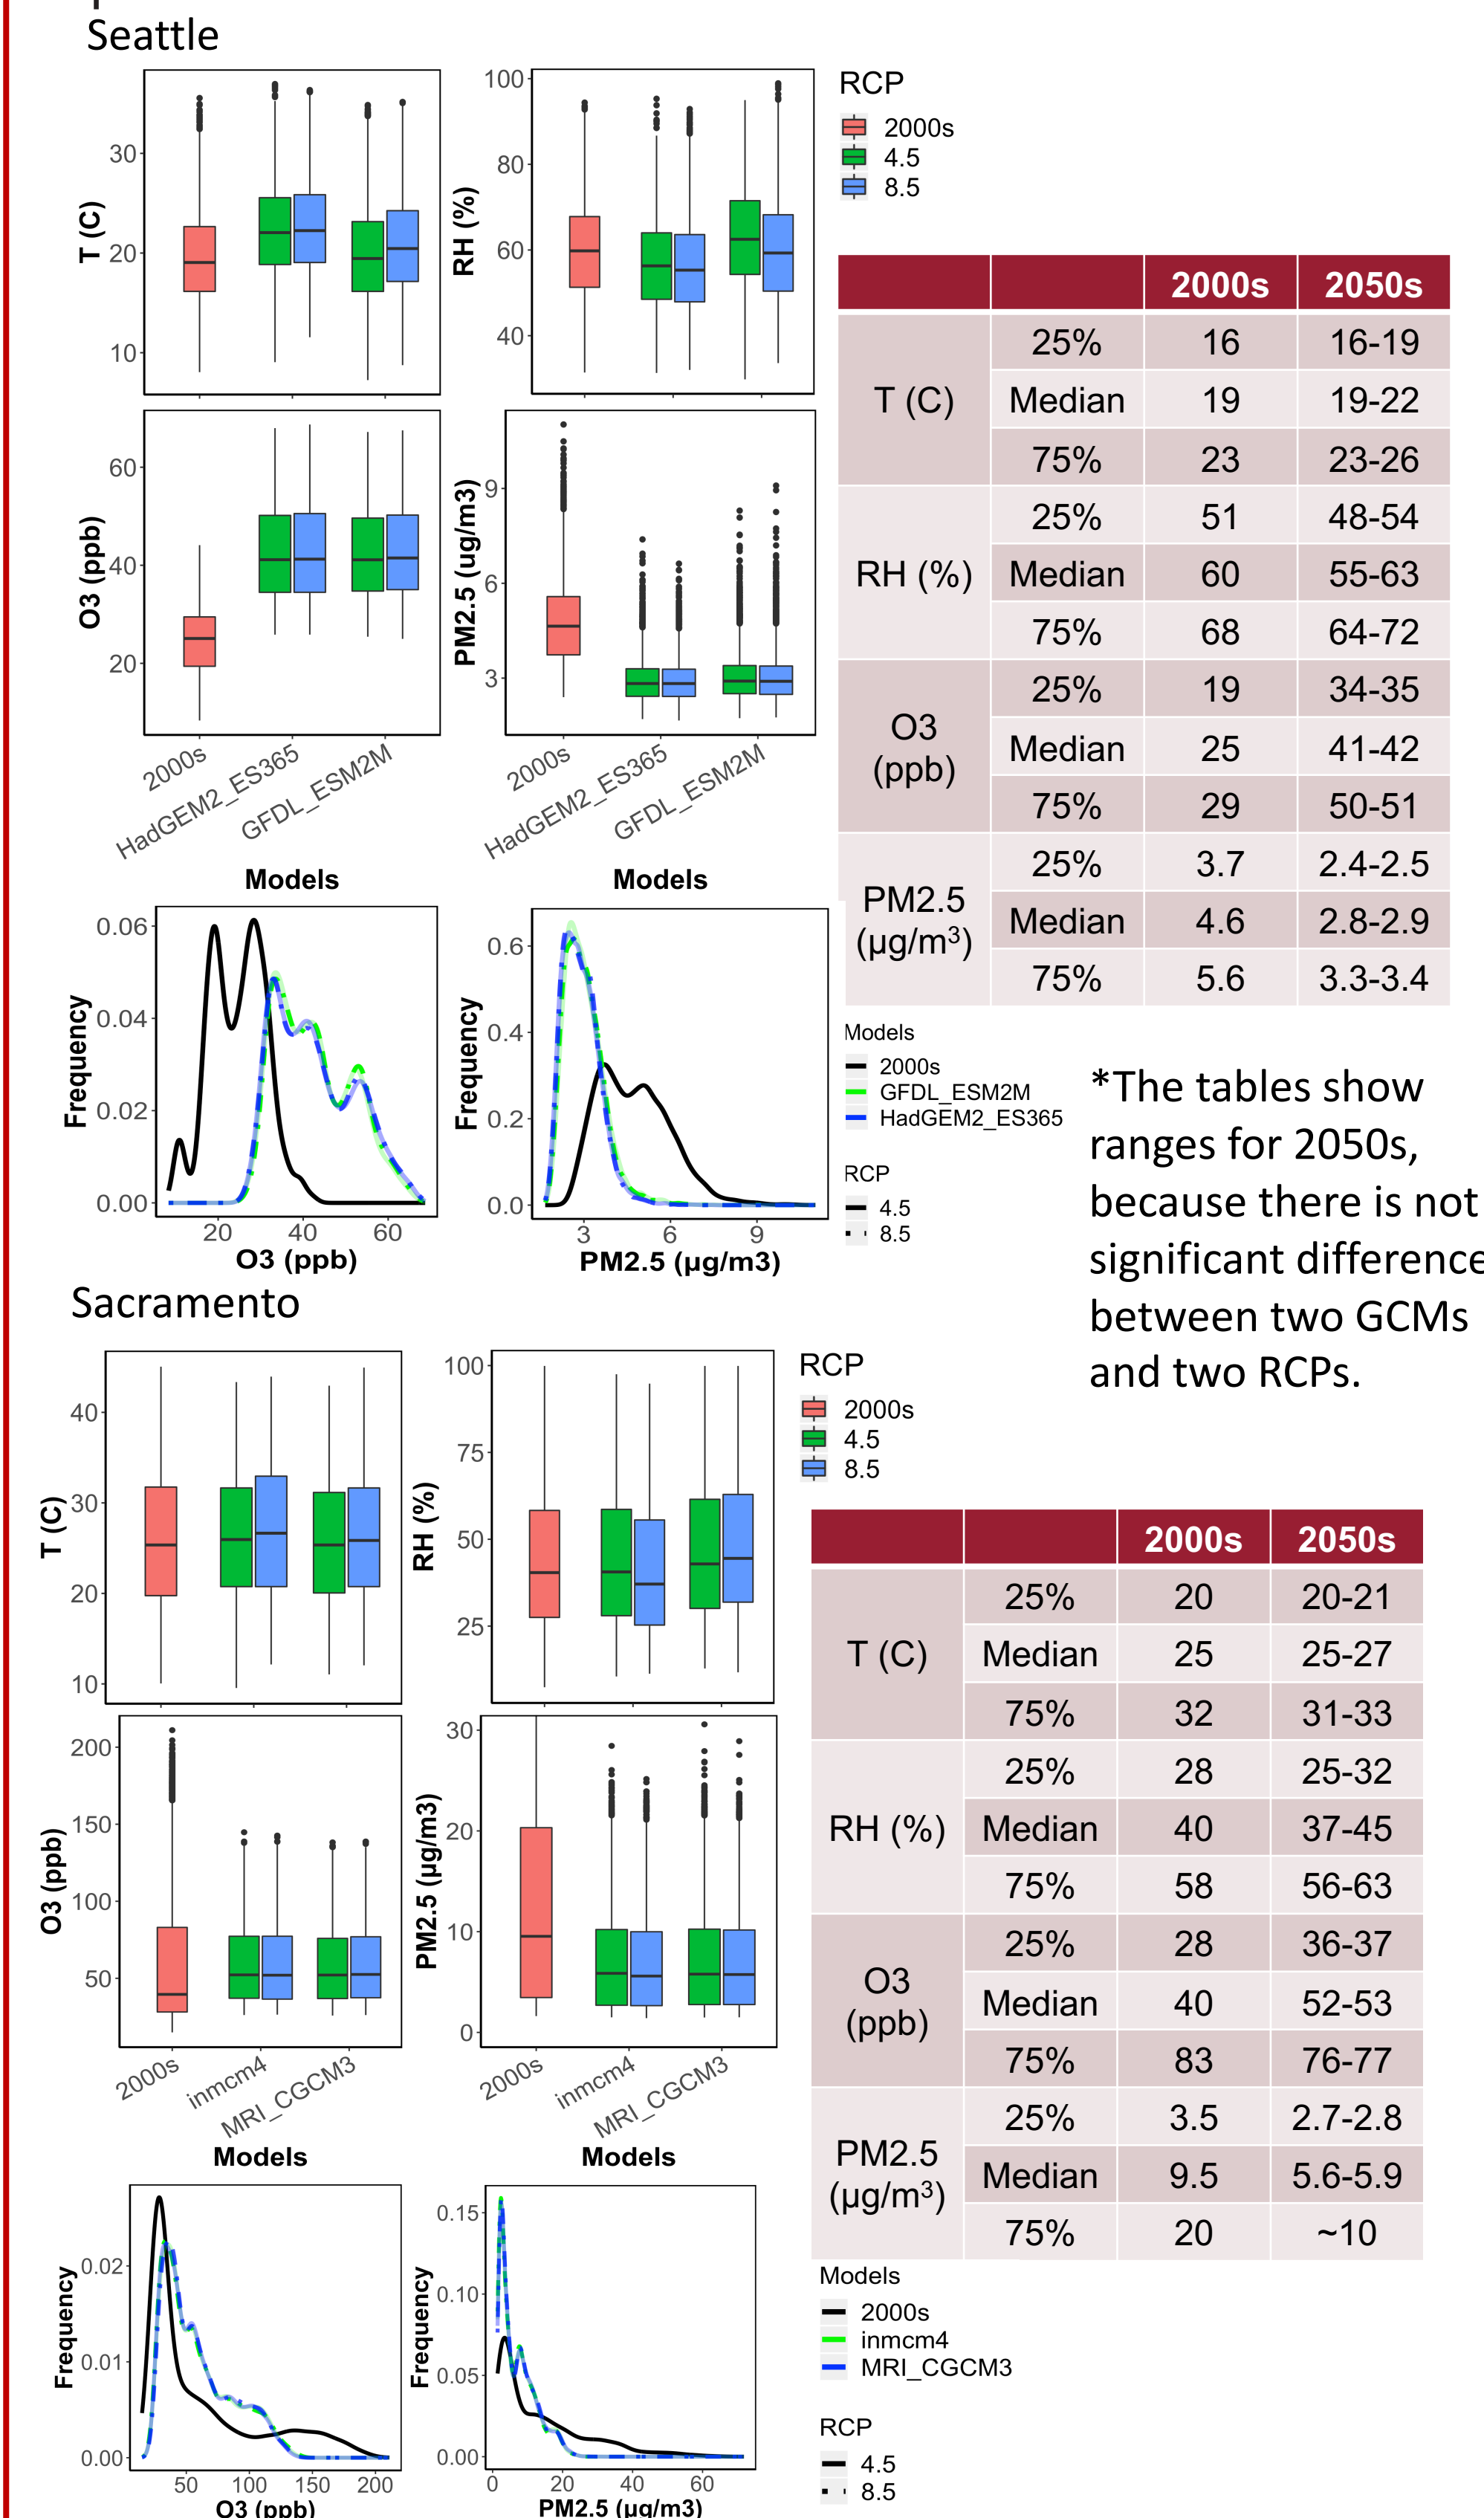 Seattle
T (C)
30
20
10
RH (%)
100
80
60
40
RCP
2000s
4.5
8.5
O3 (ppb)
60
40
20
2000s
HadGEM2_ES365
GFDL_ESM2M
Models
PM2.5 (ug/m3)
9
6
3
2000s
HadGEM2_ES365
GFDL_ESM2M
Models
2000s 2050s
T (C) 25% 16 16-19
Median 19 19-22
75% 23 23-26
RH (%) 25% 51 48-54
Median 60 55-63
75% 68 64-72
O3 (ppb) 25% 19 34-35
Median 25 41-42
75% 29 50-51
PM2.5 (µg/m3) 25% 3.7 2.4-2.5
Median 4.6 2.8-2.9
75% 5.6 3.3-3.4
Frequency
0.06
0.04
0.02
0.00
20 40 60
O3 (ppb)
Frequency
0.6
0.4
0.2
0.0
3 6 9
PM2.5 (µg/m3)
Models
2000s
GFDL_ESM2M
HadGEM2_ES365
RCP
4.5
8.5
*The tables show
ranges for 2050s,
because there is not
significant difference
between two GCMs
and two RCPs.
Sacramento
T (C)
40
30
20
10
RH (%)
100
75
50
25
RCP
2000s
4.5
8.5
O3 (ppb)
200
150
100
50
2000s
inmcm4
MRI_CGCM3
Models
PM2.5 (µg/m3)
30
20
10
0
2000s
inmcm4
MRI_CGCM3
Models
2000s 2050s
T (C) 25% 20 20-21
Median 25 25-27
75% 32 31-33
RH (%) 25% 28 25-32
Median 40 37-45
75% 58 56-63
O3 (ppb) 25% 28 36-37
Median 40 52-53
75% 83 76-77
PM2.5 (µg/m3) 25% 3.5 2.7-2.8
Median 9.5 5.6-5.9
75% 20 ~10
Frequency
0.02
0.01
0.00
50 100 150 200
O3 (ppb)
Frequency
0.15
0.10
0.05
0.00
0 20 40 60
PM2.5 (µg/m3)
Models
2000s
inmcm4
MRI_CGCM3
RCP
4.5
8.5